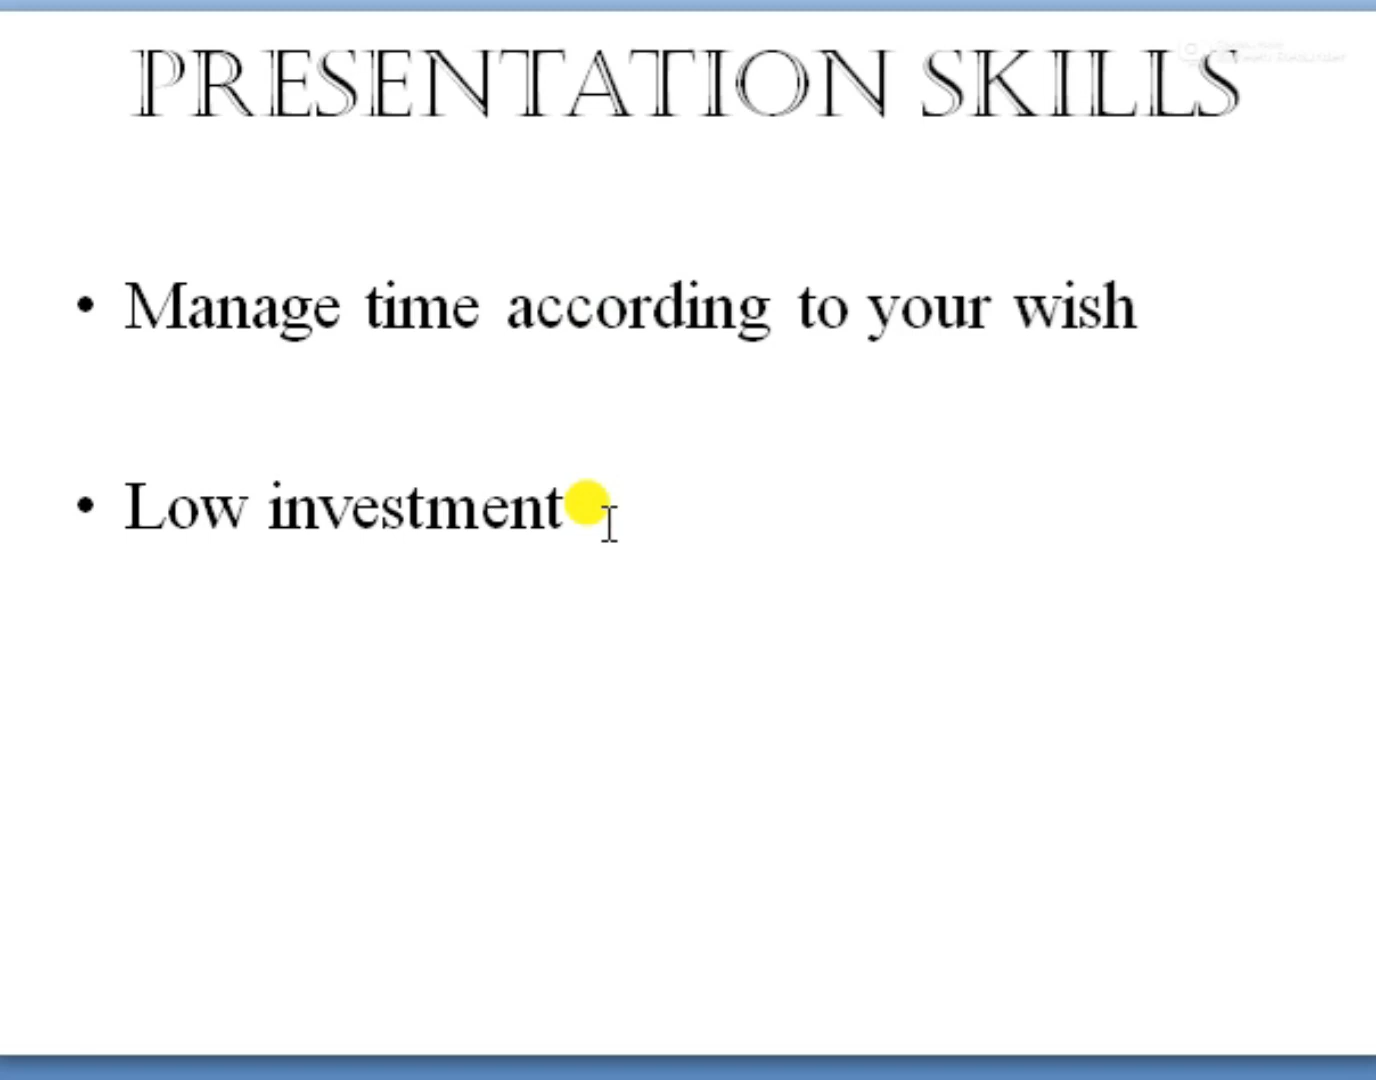 PRESENTATION SKILLS
• Manage time according to your wish
• Low investment